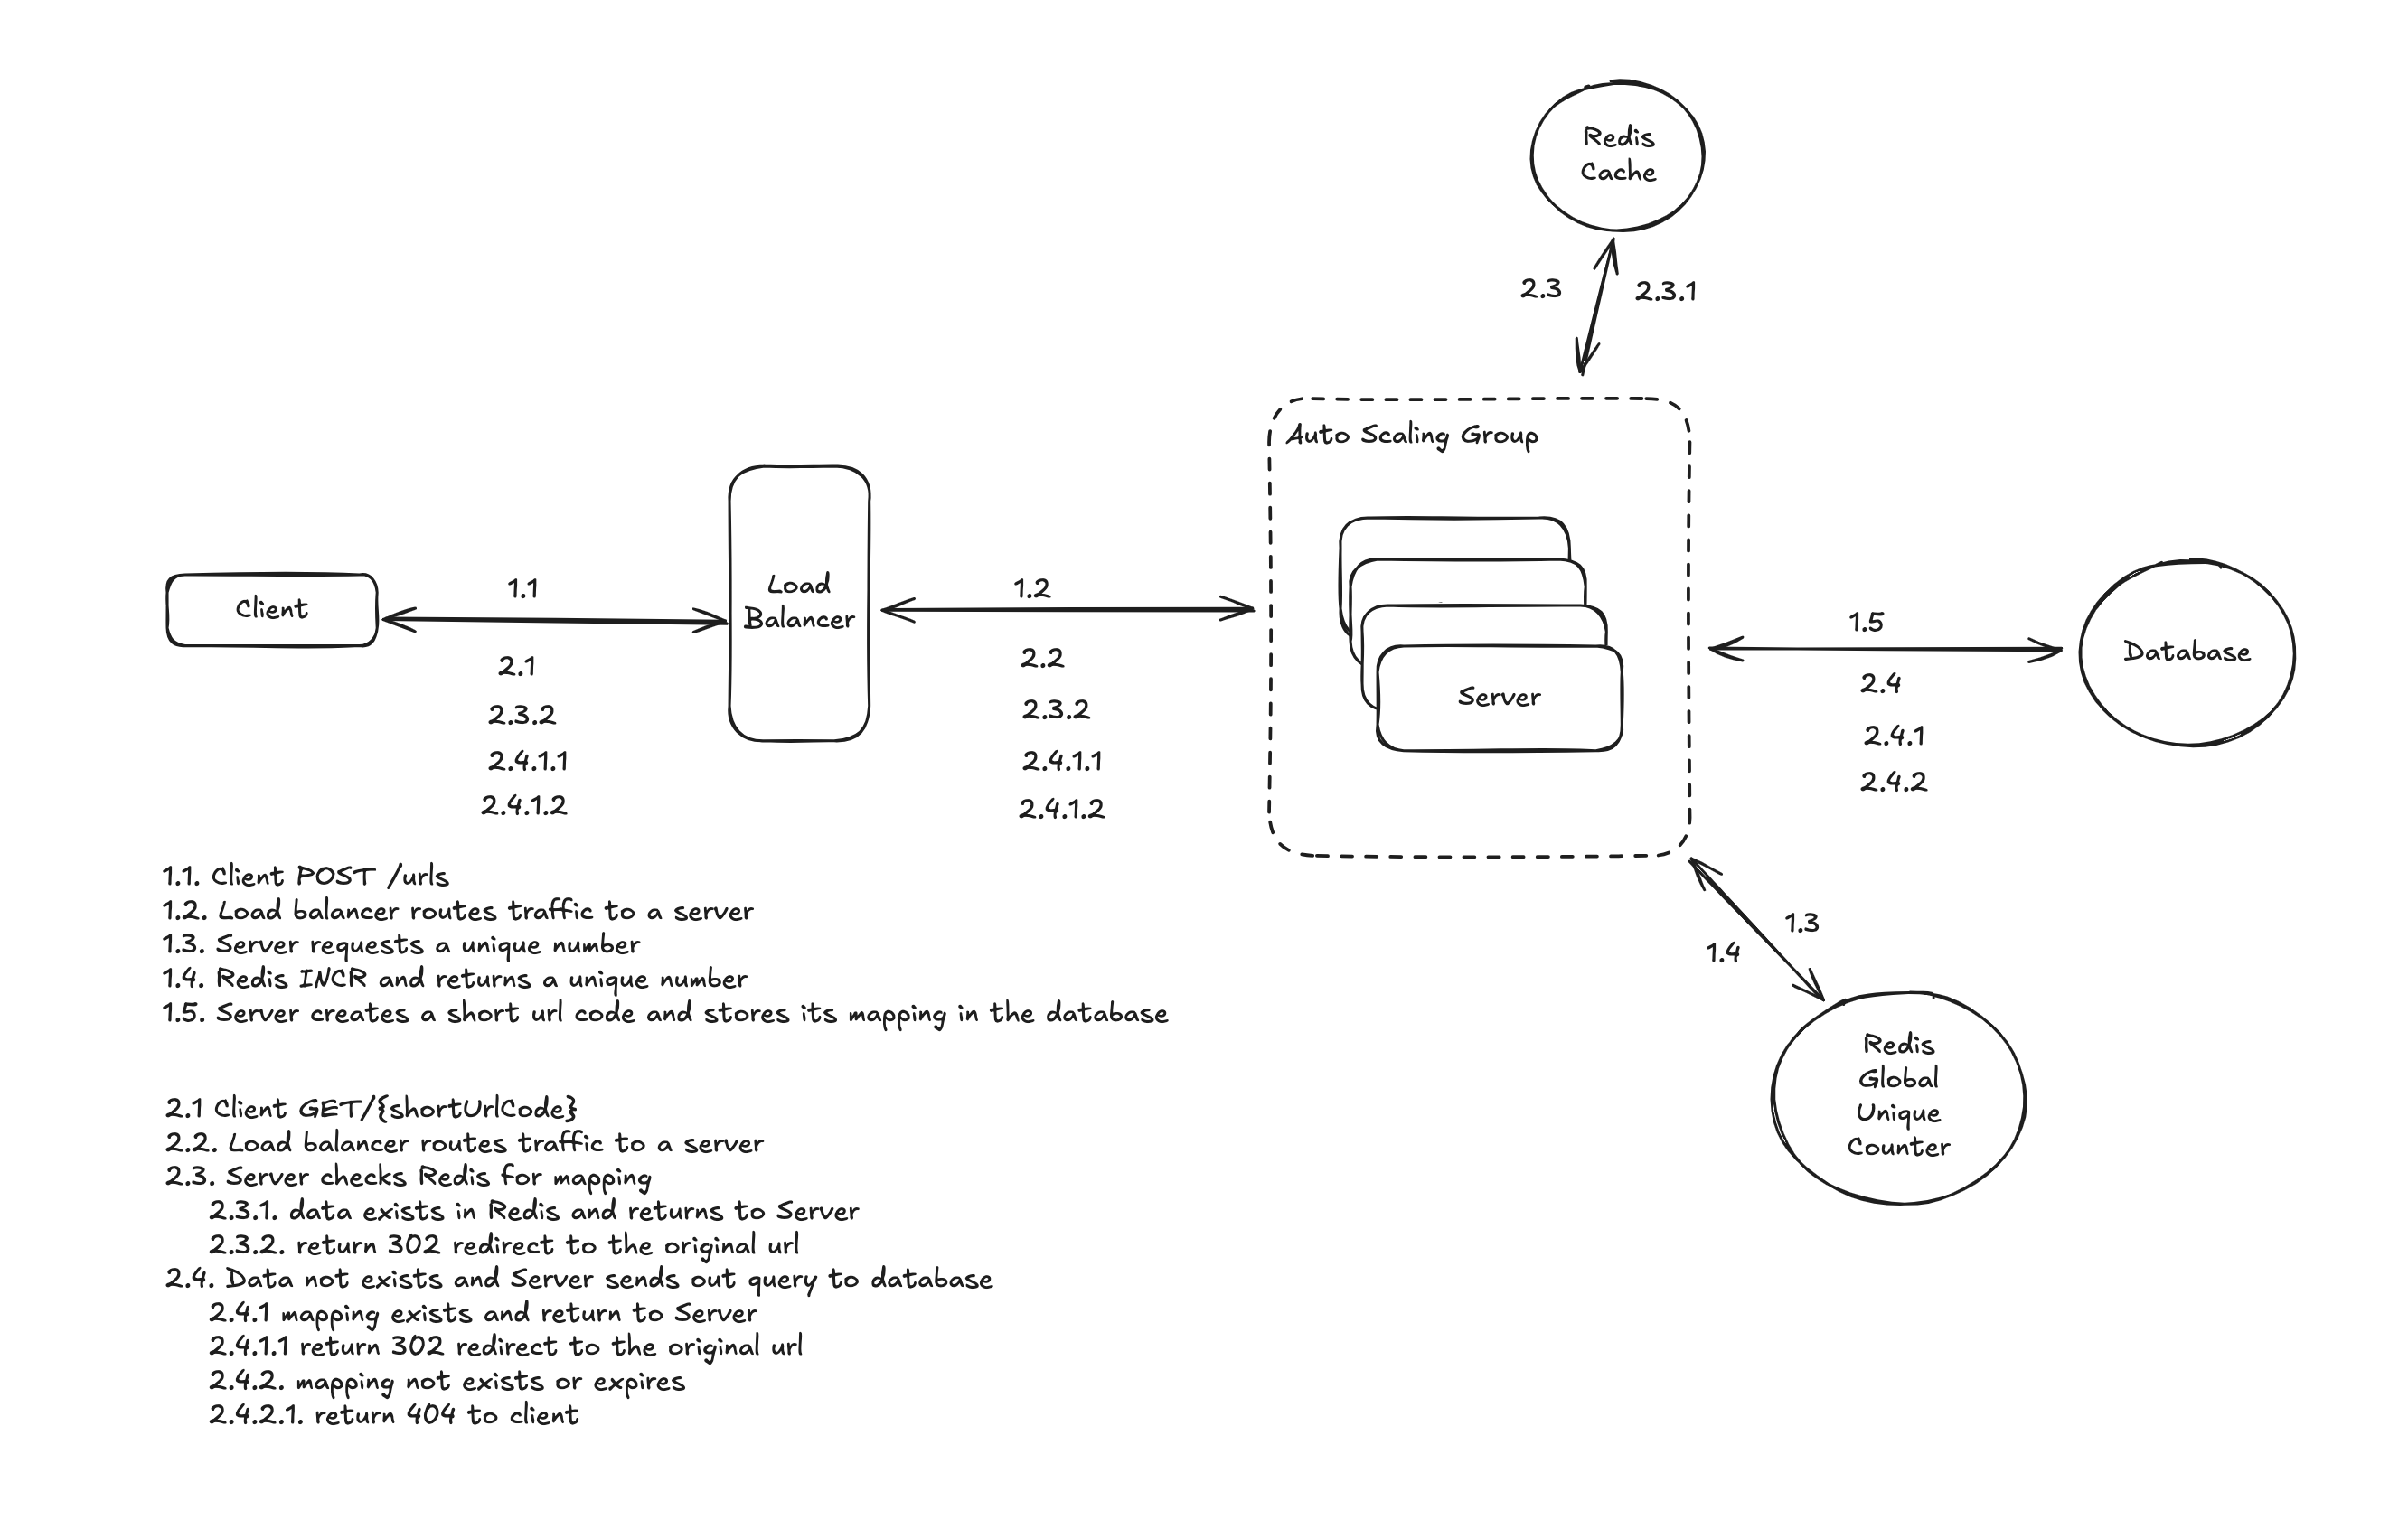 Redis
Cache
2.3
2.3.1
Auto Scaling Group
Load
Balancer
Client
1.1
1.2
2.1
2.2
2.3.2
2.3.2
2.4.1.1
2.4.1.1
2.4.1.2
2.4.1.2
Server
1.5
2.4
2.4.1
2.4.2
Database
1.3
1.4
Redis
Global
Unique
Counter
1.1. Client POST /urls
1.2. Load balancer routes traffic to a server
1.3. Server requests a unique number
1.4. Redis INCR and returns a unique number
1.5. Server creates a short url code and stores its mapping in the database
2.1 Client GET/{shortUrlCode}
2.2. Load balancer routes traffic to a server
2.3. Server checks Redis for mapping
2.3.1. data exists in Redis and returns to Server
2.3.2. return 302 redirect to the original url
2.4. Data not exists and Server sends out query to database
2.4.1 mapping exists and return to Server
2.4.1.1 return 302 redirect to the original url
2.4.2. mapping not exists or expires
2.4.2.1. return 404 to client